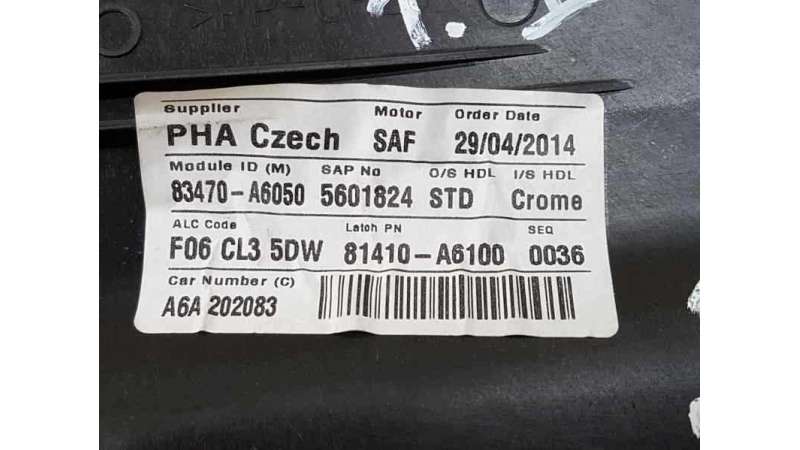 Supplier Motor Order Date
PHA Czech SAF 29/04/2014
Module ID (M) SAP No O/S HDL I/S HDL
83470-A6050 5601824 STD Crome
ALC Code Latch PN SEQ
F06 CL3 5DW 81410-A6100 0036
Car Number (C)
A6A 202083